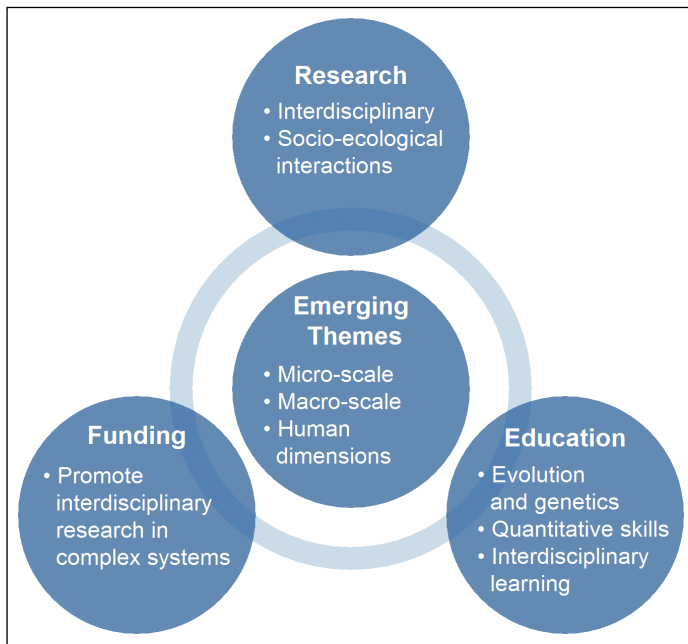 Research
• Interdisciplinary
• Socio-ecological
interactions
Emerging
Themes
• Micro-scale
• Macro-scale
• Human
dimensions
Funding
• Promote
interdisciplinary
research in
complex systems
Education
• Evolution
and genetics
• Quantitative skills
• Interdisciplinary
learning